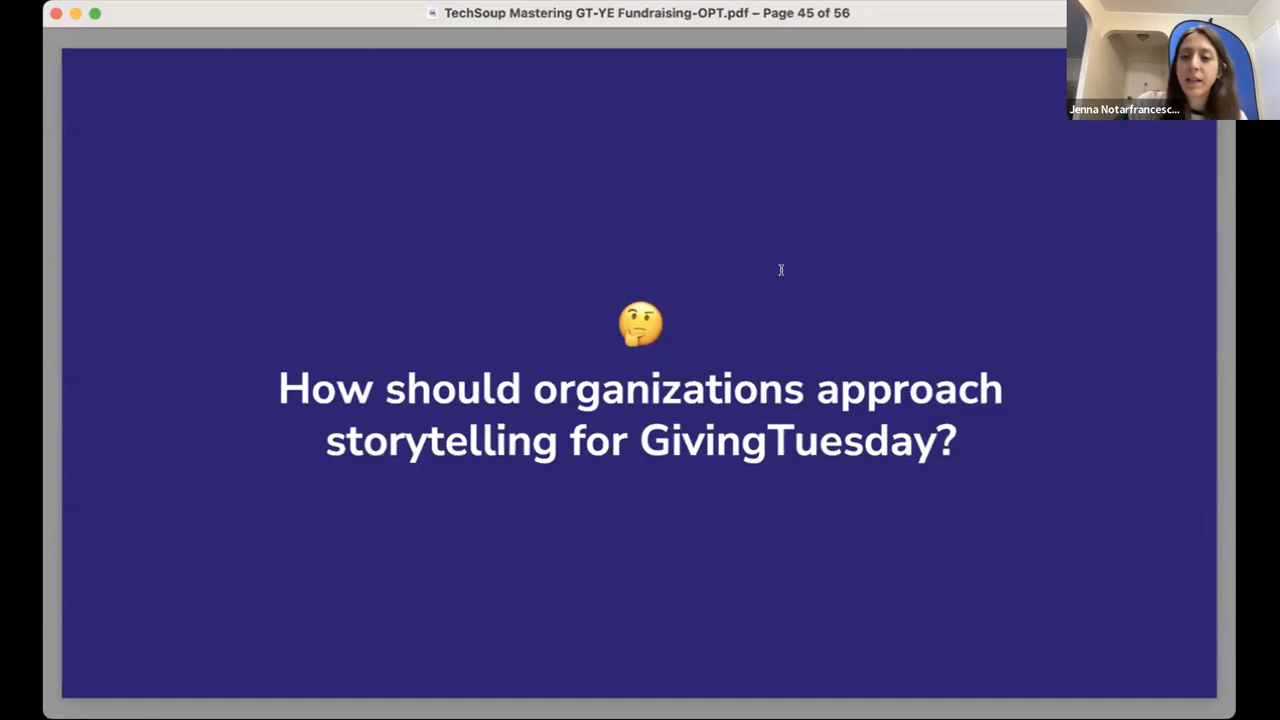 TechSoup Mastering GT-YE Fundraising-OPT.pdf – Page 45 of 56
Jenna Notarfrancesc...
How should organizations approach
storytelling for GivingTuesday?